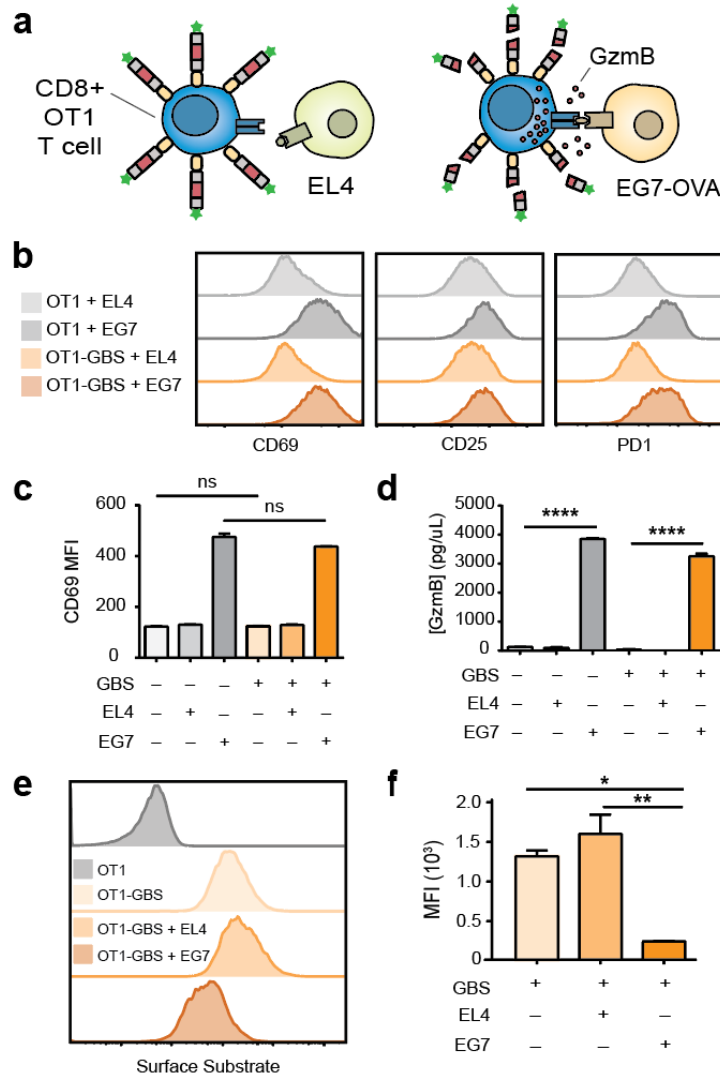 a
CD8+
OT1
T cell
EL4
GzmB
EG7-OVA
b
OT1 + EL4
OT1 + EG7
OT1-GBS + EL4
OT1-GBS + EG7
CD69
CD25
PD1
c
CD69 MFI
600
400
200
0
ns
ns
GBS – – – + + +
EL4 – + – – + –
EG7 – – + – – +
d
[GzmB] (pg/uL)
5000
4000
3000
2000
1000
0
****
****
GBS – – – + + +
EL4 – + – – + –
EG7 – – + – – +
e
OT1
OT1-GBS
OT1-GBS + EL4
OT1-GBS + EG7
Surface Substrate
f
MFI (10³)
2.0
1.5
1.0
0.5
0
*
**
GBS + + +
EL4 – + –
EG7 – – +